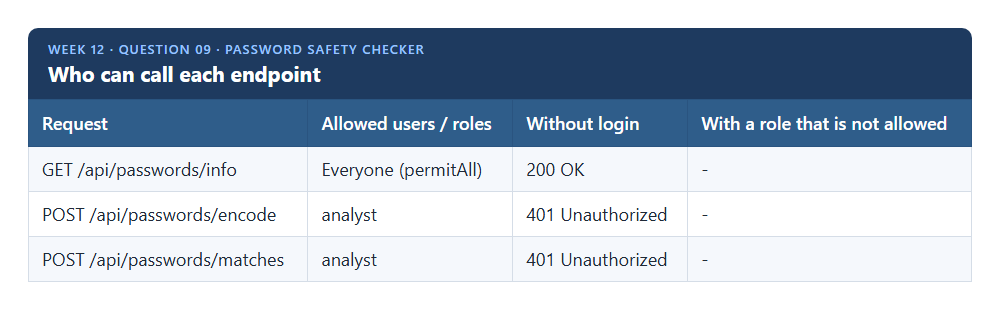 WEEK 12 · QUESTION 09 · PASSWORD SAFETY CHECKER
Who can call each endpoint
Request Allowed users / roles Without login With a role that is not allowed
GET /api/passwords/info Everyone (permitAll) 200 OK -
POST /api/passwords/encode analyst 401 Unauthorized -
POST /api/passwords/matches analyst 401 Unauthorized -